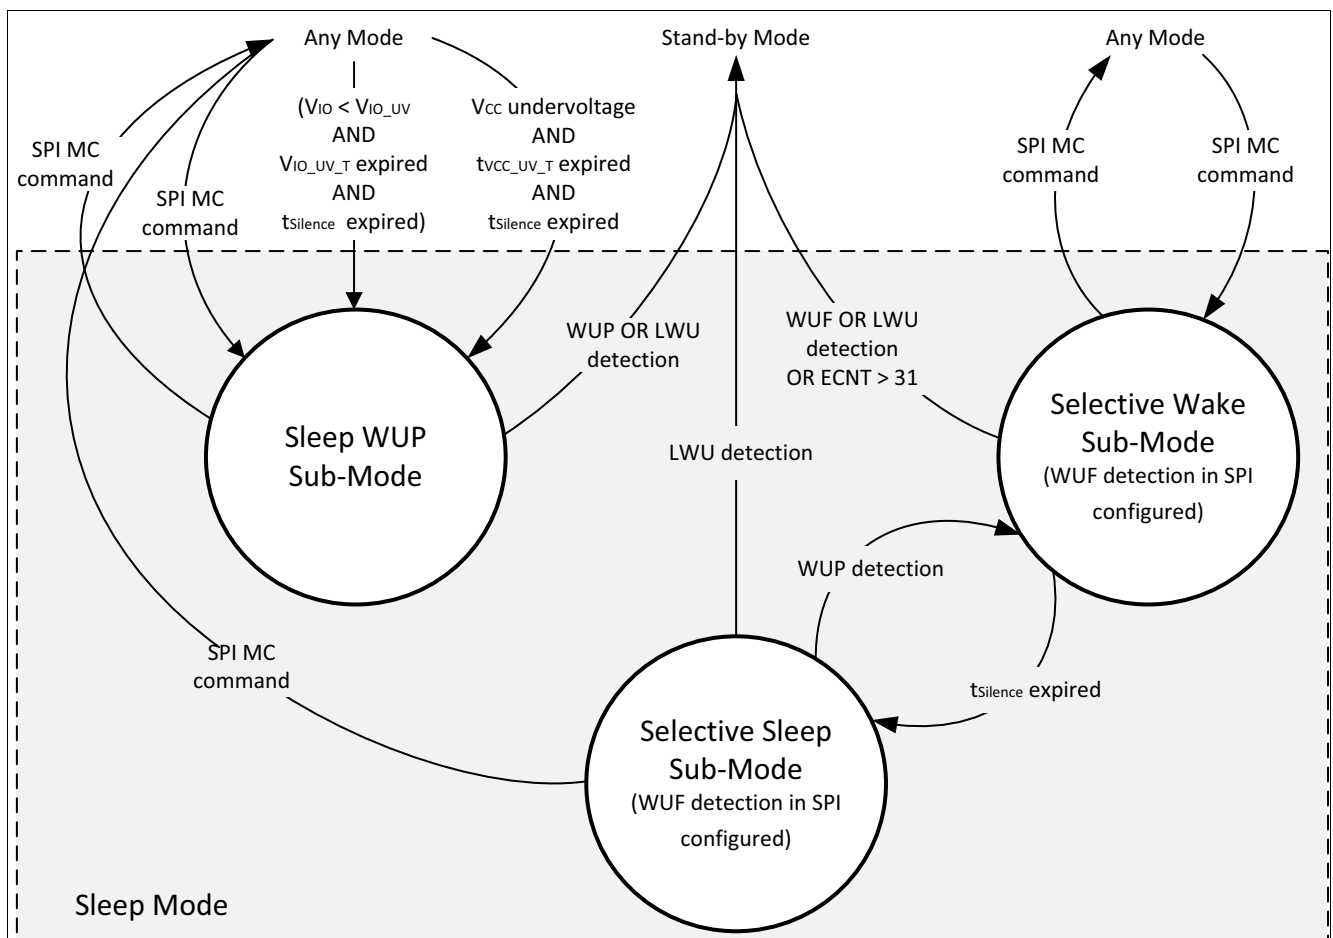 Any Mode
Stand-by Mode
Any Mode
(VIO < VIO_UV
AND
VIO_UV_T expired
AND
tSilence expired)
VCC undervoltage
AND
tVCC_UV_T expired
AND
tSilence expired
SPI MC
command
SPI MC
command
SPI MC
command
SPI MC
command
WUP OR LWU
detection
WUF OR LWU
detection
OR ECNT > 31
Sleep WUP
Sub-Mode
LWU detection
Selective Wake
Sub-Mode
(WUF detection in SPI
configured)
WUP detection
SPI MC
command
tSilence expired
Selective Sleep
Sub-Mode
(WUF detection in SPI
configured)
Sleep Mode